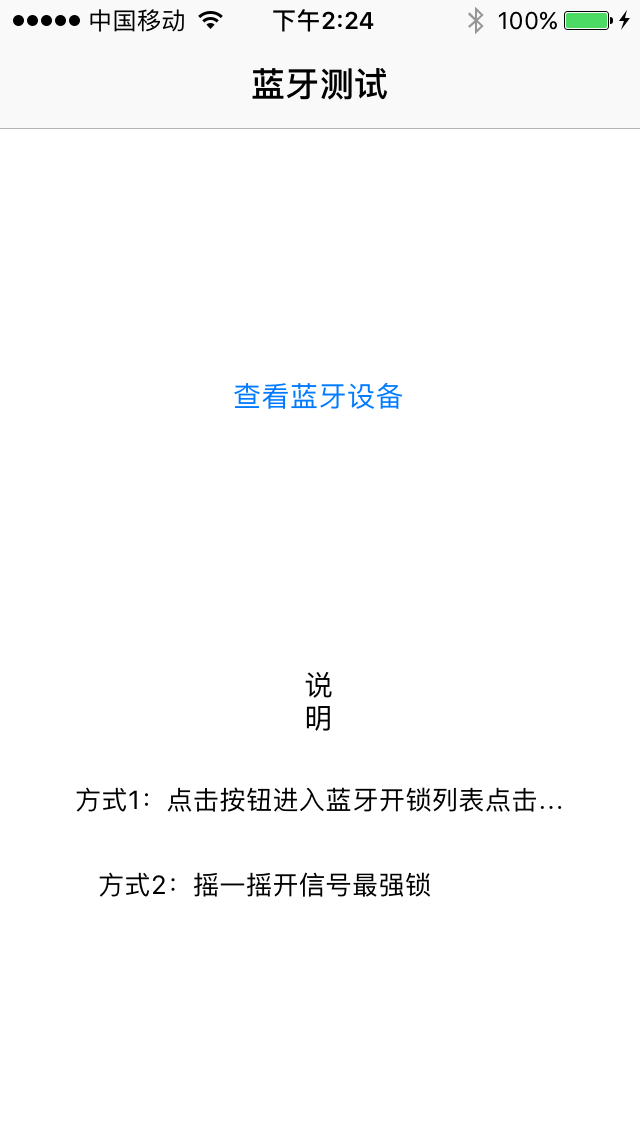 中国移动 下午2:24 100%
蓝牙测试
查看蓝牙设备
说
明
方式1：点击按钮进入蓝牙开锁列表点击...
方式2：摇一摇开信号最强锁